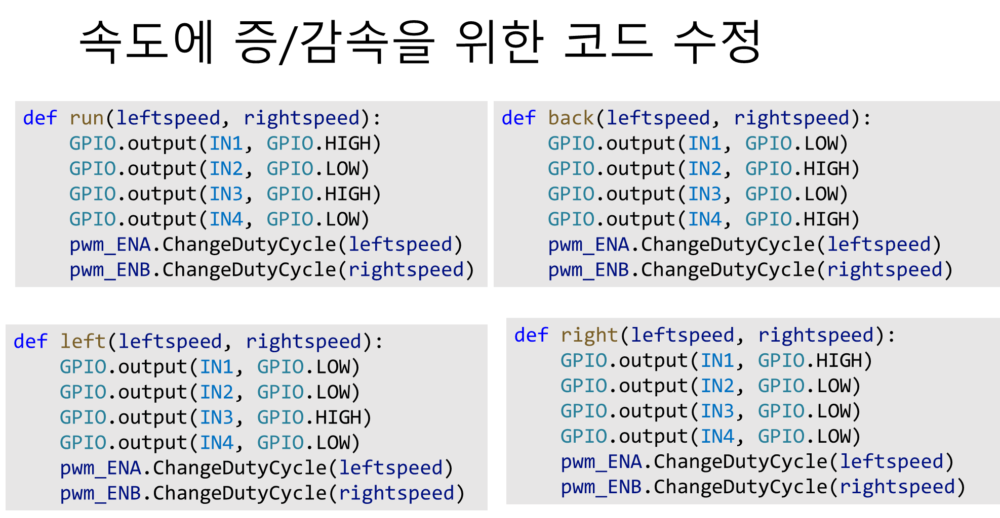 속도에 증/감속을 위한 코드 수정
def run(leftspeed, rightspeed):
    GPIO.output(IN1, GPIO.HIGH)
    GPIO.output(IN2, GPIO.LOW)
    GPIO.output(IN3, GPIO.HIGH)
    GPIO.output(IN4, GPIO.LOW)
    pwm_ENA.ChangeDutyCycle(leftspeed)
    pwm_ENB.ChangeDutyCycle(rightspeed)
def back(leftspeed, rightspeed):
    GPIO.output(IN1, GPIO.LOW)
    GPIO.output(IN2, GPIO.HIGH)
    GPIO.output(IN3, GPIO.LOW)
    GPIO.output(IN4, GPIO.HIGH)
    pwm_ENA.ChangeDutyCycle(leftspeed)
    pwm_ENB.ChangeDutyCycle(rightspeed)
def left(leftspeed, rightspeed):
    GPIO.output(IN1, GPIO.LOW)
    GPIO.output(IN2, GPIO.LOW)
    GPIO.output(IN3, GPIO.HIGH)
    GPIO.output(IN4, GPIO.LOW)
    pwm_ENA.ChangeDutyCycle(leftspeed)
    pwm_ENB.ChangeDutyCycle(rightspeed)
def right(leftspeed, rightspeed):
    GPIO.output(IN1, GPIO.HIGH)
    GPIO.output(IN2, GPIO.LOW)
    GPIO.output(IN3, GPIO.LOW)
    GPIO.output(IN4, GPIO.LOW)
    pwm_ENA.ChangeDutyCycle(leftspeed)
    pwm_ENB.ChangeDutyCycle(rightspeed)